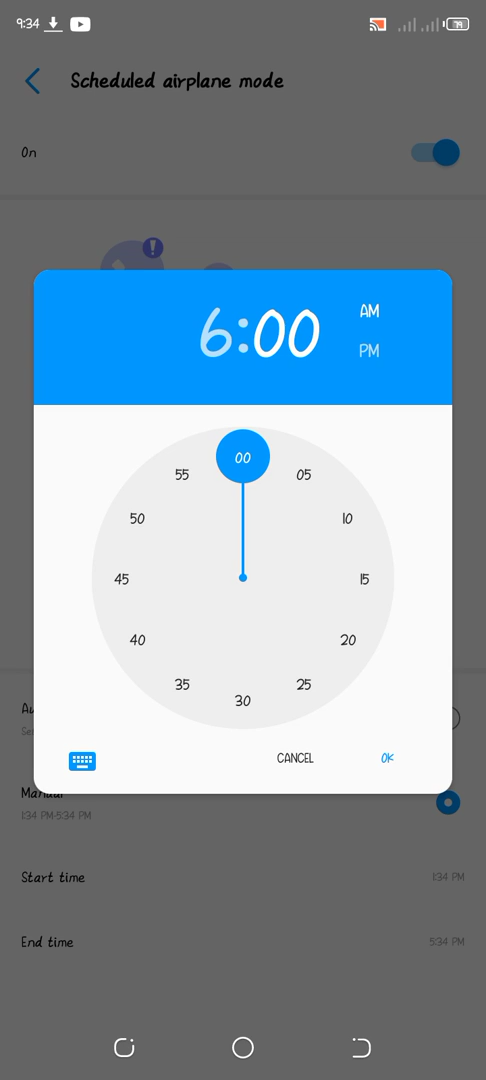 9:34
79
Scheduled airplane mode
On
6:00
AM
PM
00
05
10
15
20
25
30
35
40
45
50
55
CANCEL
OK
Manual
1:34 PM-5:34 PM
Start time
1:34 PM
End time
5:34 PM